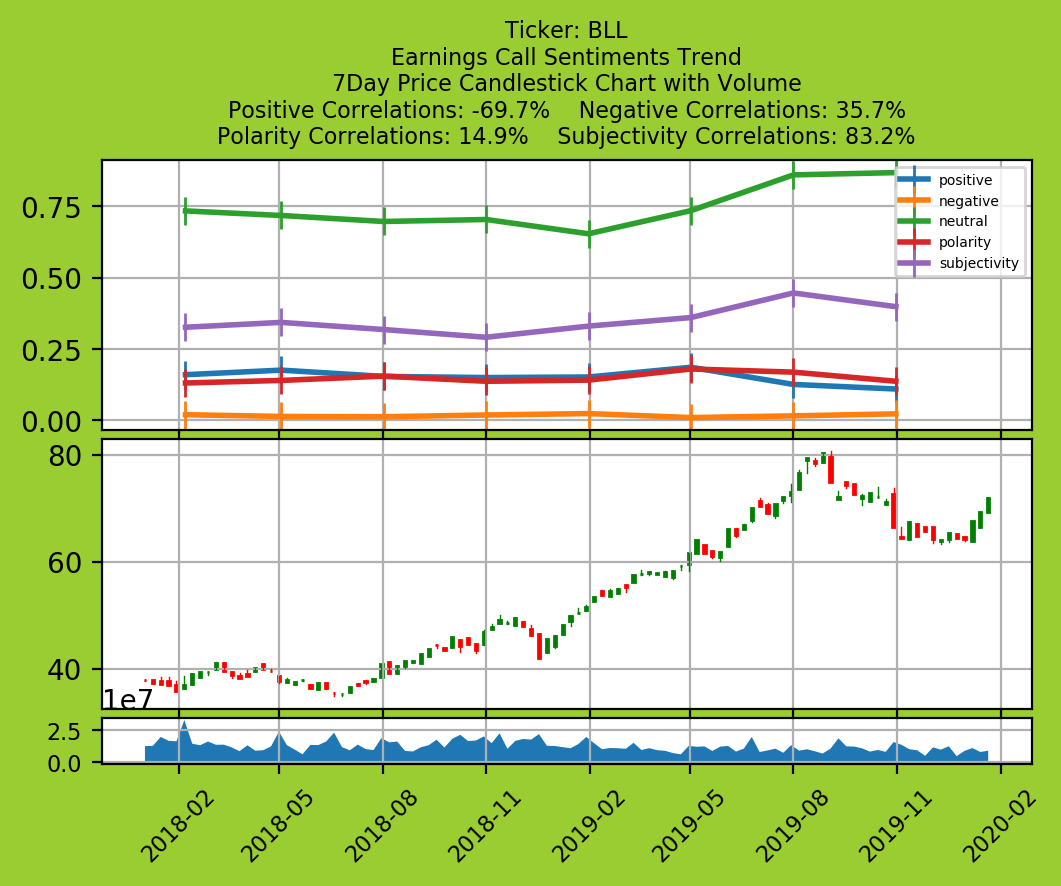 Ticker: BLL
Earnings Call Sentiments Trend
7Day Price Candlestick Chart with Volume
Positive Correlations: -69.7%    Negative Correlations: 35.7%
Polarity Correlations: 14.9%    Subjectivity Correlations: 83.2%
positive
negative
neutral
polarity
subjectivity
0.75
0.50
0.25
0.00
80
60
40
1e7
2.5
0.0
2018-02
2018-05
2018-08
2018-11
2019-02
2019-05
2019-08
2019-11
2020-02